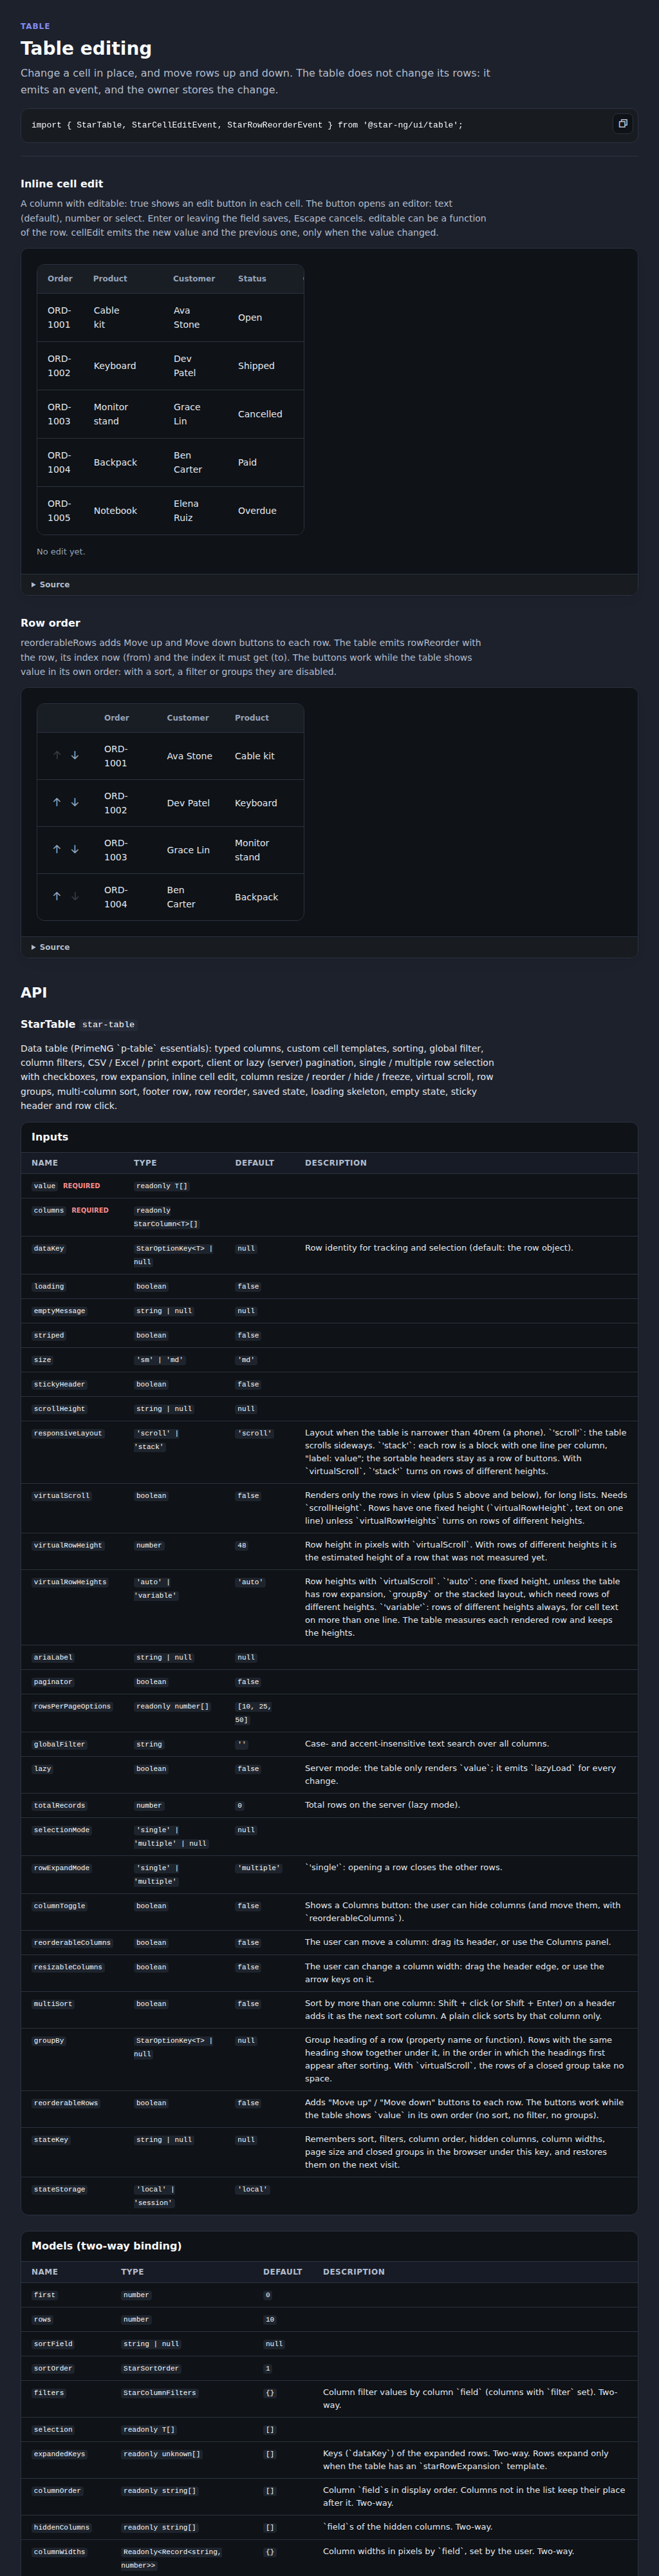 TABLE
Table editing
Change a cell in place, and move rows up and down. The table does not change its rows: it
emits an event, and the owner stores the change.
import { StarTable, StarCellEditEvent, StarRowReorderEvent } from '@star-ng/ui/table';
Inline cell edit
A column with editable: true shows an edit button in each cell. The button opens an editor: text
(default), number or select. Enter or leaving the field saves, Escape cancels. editable can be a function
of the row. cellEdit emits the new value and the previous one, only when the value changed.
Order Product Customer Status
ORD-
1001
Cable
kit
Ava
Stone
Open
ORD-
1002
Keyboard
Dev
Patel
Shipped
ORD-
1003
Monitor
stand
Grace
Lin
Cancelled
ORD-
1004
Backpack
Ben
Carter
Paid
ORD-
1005
Notebook
Elena
Ruiz
Overdue
No edit yet.
Source
Row order
reorderableRows adds Move up and Move down buttons to each row. The table emits rowReorder with
the row, its index now (from) and the index it must get (to). The buttons work while the table shows
value in its own order: with a sort, a filter or groups they are disabled.
Order Customer Product
ORD-
1001
Ava Stone
Cable kit
ORD-
1002
Dev Patel
Keyboard
ORD-
1003
Grace Lin
Monitor
stand
ORD-
1004
Ben
Carter
Backpack
Source
API
StarTable star-table
Data table (PrimeNG `p-table` essentials): typed columns, custom cell templates, sorting, global filter,
column filters, CSV / Excel / print export, client or lazy (server) pagination, single / multiple row selection
with checkboxes, row expansion, inline cell edit, column resize / reorder / hide / freeze, virtual scroll, row
groups, multi-column sort, footer row, row reorder, saved state, loading skeleton, empty state, sticky
header and row click.
Inputs
NAME TYPE DEFAULT DESCRIPTION
value REQUIRED readonly T[]
columns REQUIRED readonly
StarColumn<T>[]
dataKey StarOptionKey<T> |
null
null Row identity for tracking and selection (default: the row object).
loading boolean false
emptyMessage string | null null
striped boolean false
size 'sm' | 'md' 'md'
stickyHeader boolean false
scrollHeight string | null null
responsiveLayout 'scroll' |
'stack'
'scroll' Layout when the table is narrower than 40rem (a phone). `'scroll'`: the table
scrolls sideways. `'stack'`: each row is a block with one line per column,
"label: value"; the sortable headers stay as a row of buttons. With
`virtualScroll`, `'stack'` turns on rows of different heights.
virtualScroll boolean false Renders only the rows in view (plus 5 above and below), for long lists. Needs
`scrollHeight`. Rows have one fixed height (`virtualRowHeight`, text on one
line) unless `virtualRowHeights` turns on rows of different heights.
virtualRowHeight number 48 Row height in pixels with `virtualScroll`. With rows of different heights it is
the estimated height of a row that was not measured yet.
virtualRowHeights 'auto' |
'variable'
'auto' Row heights with `virtualScroll`. `'auto'`: one fixed height, unless the table
has row expansion, `groupBy` or the stacked layout, which need rows of
different heights. `'variable'`: rows of different heights always, for cell text
on more than one line. The table measures each rendered row and keeps
the heights.
ariaLabel string | null null
paginator boolean false
rowsPerPageOptions readonly number[] [10, 25,
50]
globalFilter string '' Case- and accent-insensitive text search over all columns.
lazy boolean false Server mode: the table only renders `value`; it emits `lazyLoad` for every
change.
totalRecords number 0 Total rows on the server (lazy mode).
selectionMode 'single' |
'multiple' | null
null
rowExpandMode 'single' |
'multiple'
'multiple' `'single'`: opening a row closes the other rows.
columnToggle boolean false Shows a Columns button: the user can hide columns (and move them, with
`reorderableColumns`).
reorderableColumns boolean false The user can move a column: drag its header, or use the Columns panel.
resizableColumns boolean false The user can change a column width: drag the header edge, or use the
arrow keys on it.
multiSort boolean false Sort by more than one column: Shift + click (or Shift + Enter) on a header
adds it as the next sort column. A plain click sorts by that column only.
groupBy StarOptionKey<T> |
null
null Group heading of a row (property name or function). Rows with the same
heading show together under it, in the order in which the headings first
appear after sorting. With `virtualScroll`, the rows of a closed group take no
space.
reorderableRows boolean false Adds "Move up" / "Move down" buttons to each row. The buttons work while
the table shows `value` in its own order (no sort, no filter, no groups).
stateKey string | null null Remembers sort, filters, column order, hidden columns, column widths,
page size and closed groups in the browser under this key, and restores
them on the next visit.
stateStorage 'local' |
'session'
'local'
Models (two-way binding)
NAME TYPE DEFAULT DESCRIPTION
first number 0
rows number 10
sortField string | null null
sortOrder StarSortOrder 1
filters StarColumnFilters {} Column filter values by column `field` (columns with `filter` set). Two-
way.
selection readonly T[] []
expandedKeys readonly unknown[] [] Keys (`dataKey`) of the expanded rows. Two-way. Rows expand only
when the table has an `starRowExpansion` template.
columnOrder readonly string[] [] Column `field`s in display order. Columns not in the list keep their place
after it. Two-way.
hiddenColumns readonly string[] [] `field`s of the hidden columns. Two-way.
columnWidths Readonly<Record<string,
number>>
{} Column widths in pixels by `field`, set by the user. Two-way.